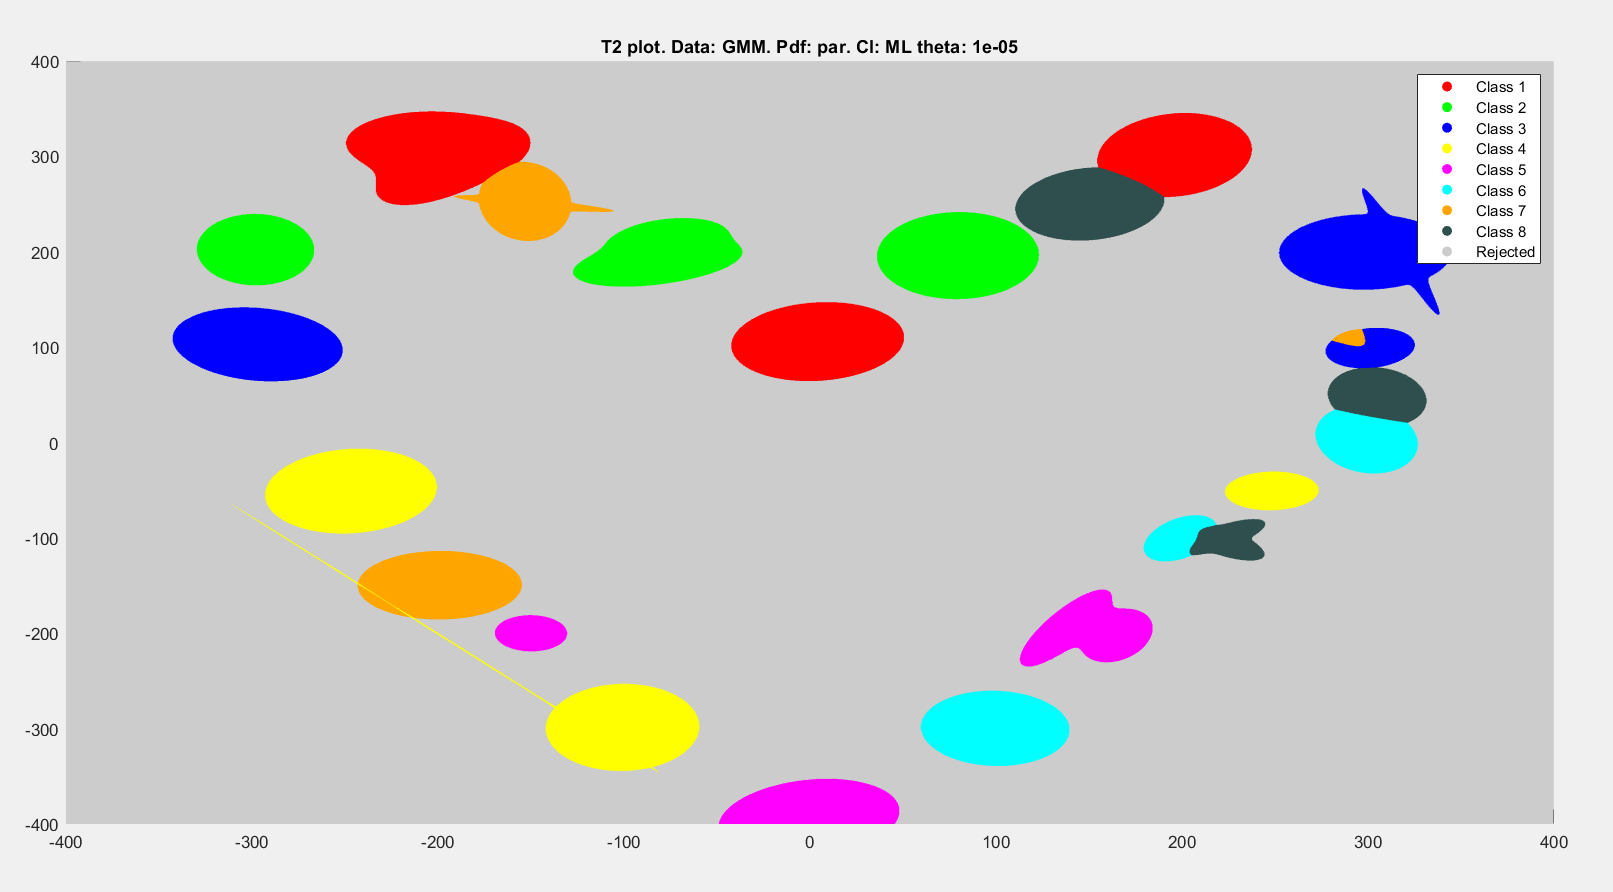 T2 plot. Data: GMM. Pdf: par. Cl: ML theta: 1e-05
400
300
200
100
0
-100
-200
-300
-400
-400
-300
-200
-100
0
100
200
300
400
Class 1
Class 2
Class 3
Class 4
Class 5
Class 6
Class 7
Class 8
Rejected